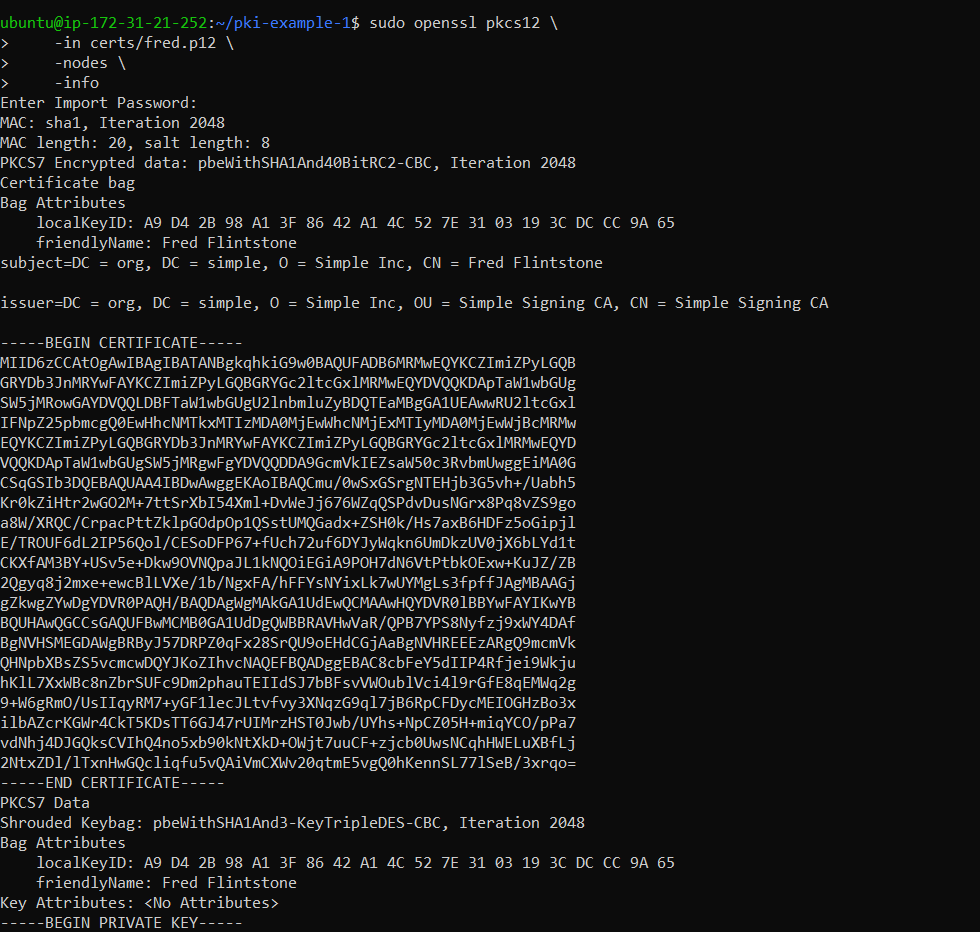 ubuntu@ip-172-31-21-252:~/pki-example-1$ sudo openssl pkcs12 \
>     -in certs/fred.p12 \
>     -nodes \
>     -info
Enter Import Password:
MAC: sha1, Iteration 2048
MAC length: 20, salt length: 8
PKCS7 Encrypted data: pbeWithSHA1And40BitRC2-CBC, Iteration 2048
Certificate bag
Bag Attributes
    localKeyID: A9 D4 2B 98 A1 3F 86 42 A1 4C 52 7E 31 03 19 3C DC CC 9A 65
    friendlyName: Fred Flintstone
subject=DC = org, DC = simple, O = Simple Inc, CN = Fred Flintstone

issuer=DC = org, DC = simple, O = Simple Inc, OU = Simple Signing CA, CN = Simple Signing CA

-----BEGIN CERTIFICATE-----
MIID6zCCAtOgAwIBAgIBATANBgkqhkiG9w0BAQUFADB6MRMwEQYKCZImiZPyLGQB
GRYDb3JnMRYwFAYKCZImiZPyLGQBGRYGc2ltcGxlMRMwEQYDVQQKDApTaW1wbGUg
SW5jMRowGAYDVQQLDBFTaW1wbGUgU2lnbmluZyBDQTEaMBgGA1UEAwwRU2ltcGxl
IFNpZ25pbmcgQ0EwHhcNMTkxMTIzMDA0MjEwWhcNMjExMTIyMDA0MjEwWjBcMRMw
EQYKCZImiZPyLGQBGRYDb3JnMRYwFAYKCZImiZPyLGQBGRYGc2ltcGxlMRMwEQYD
VQQKDApTaW1wbGUgSW5jMRgwFgYDVQQDDA9GcmVkIEZsaW50c3RvbmUwggEiMA0G
CSqGSIb3DQEBAQUAA4IBDwAwggEKAoIBAQCmu/0wSxGSrgNTEHjb3G5vh+/Uabh5
Kr0kZiHtr2wGO2M+7ttSrXbI54Xml+DvWeJj676WZqQSPdvDusNGrx8Pq8vZS9go
a8W/XRQC/CrpacPttZklpGOdpOp1QSstUMQGadx+ZSH0k/Hs7axB6HDFz5oGipjl
E/TROUF6dL2IP56Qol/CESoDFP67+fUch72uf6DYJyWqkn6UmDkzUV0jX6bLYd1t
CKXfAM3BY+USv5e+Dkw9OVNQpaJL1kNQOiEGiA9POH7dN6VtPtbkOExw+KuJZ/ZB
2Qgyq8j2mxe+ewcBlLVXe/1b/NgxFA/hFFYsNYixLk7wUYMgLs3fpffJAgMBAAGj
gZkwgZYwDgYDVR0PAQH/BAQDAgWgMAkGA1UdEwQCMAAwHQYDVR0lBBYwFAYIKwYB
BQUHAwQGCCsGAQUFBwMCMB0GA1UdDgQWBBRAVHwVaR/QPB7YPS8Nyfzj9xWY4DAf
BgNVHSMEGDAWgBRByJ57DRPZ0qFx28SrQU9oEHdCGjAaBgNVHREEEzARgQ9mcmVk
QHNpbXBsZS5vcmcwDQYJKoZIhvcNAQEFBQADggEBAC8cbFeY5dIIP4Rfjei9Wkju
hKlL7XxWBc8nZbrSUFc9Dm2phauTEIIdSJ7bBFsvVWOublVci4l9rGfE8qEMWq2g
9+W6gRmO/UsIIqyRM7+yGF1lecJLtvfvy3XNqzG9ql7jB6RpCFDycMEIOGHzBo3x
ilbAZcrKGWr4CkT5KDsTT6GJ47rUIMrzHST0Jwb/UYhs+NpCZ05H+miqYCO/pPa7
vdNhj4DJGQksCVIhQ4no5xb90kNtXkD+OWjt7uuCF+zjcb0UwsNCqhHWELuXBfLj
2NtxZDl/lTxnHwGQcliqfu5vQAiVmCXWv20qtmE5vgQ0hKennSL77lSeB/3xrqo=
-----END CERTIFICATE-----
PKCS7 Data
Shrouded Keybag: pbeWithSHA1And3-KeyTripleDES-CBC, Iteration 2048
Bag Attributes
    localKeyID: A9 D4 2B 98 A1 3F 86 42 A1 4C 52 7E 31 03 19 3C DC CC 9A 65
    friendlyName: Fred Flintstone
Key Attributes: <No Attributes>
-----BEGIN PRIVATE KEY-----